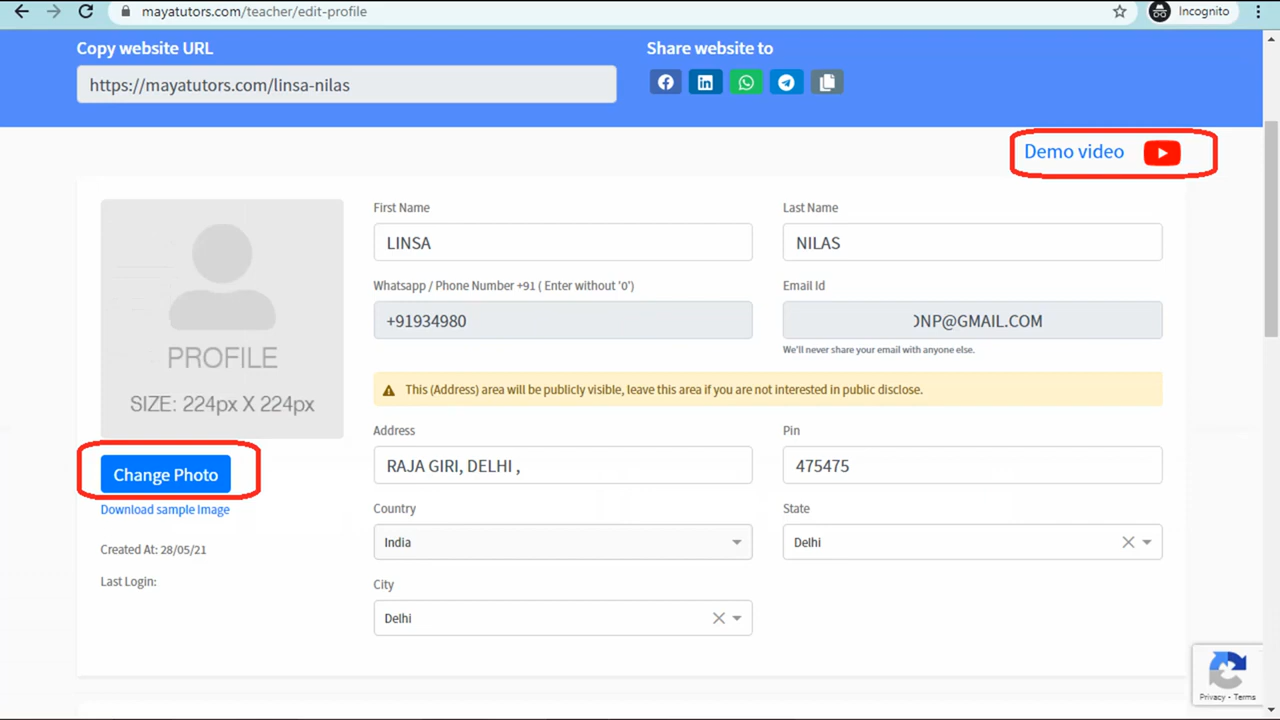 mayatutors.com/teacher/edit-profile
Incognito
Copy website URL
Share website to
https://mayatutors.com/linsa-nilas
Demo video
First Name
Last Name
LINSA
NILAS
Whatsapp / Phone Number +91 ( Enter without '0')
Email Id
+91934980
NP@GMAIL.COM
We'll never share your email with anyone else.
PROFILE
SIZE: 224px X 224px
This (Address) area will be publicly visible, leave this area if you are not interested in public disclose.
Address
Pin
RAJA GIRI, DELHI ,
475475
Change Photo
Download sample Image
Country
State
India
Delhi
Created At: 28/05/21
Last Login:
City
Delhi
Privacy - Terms